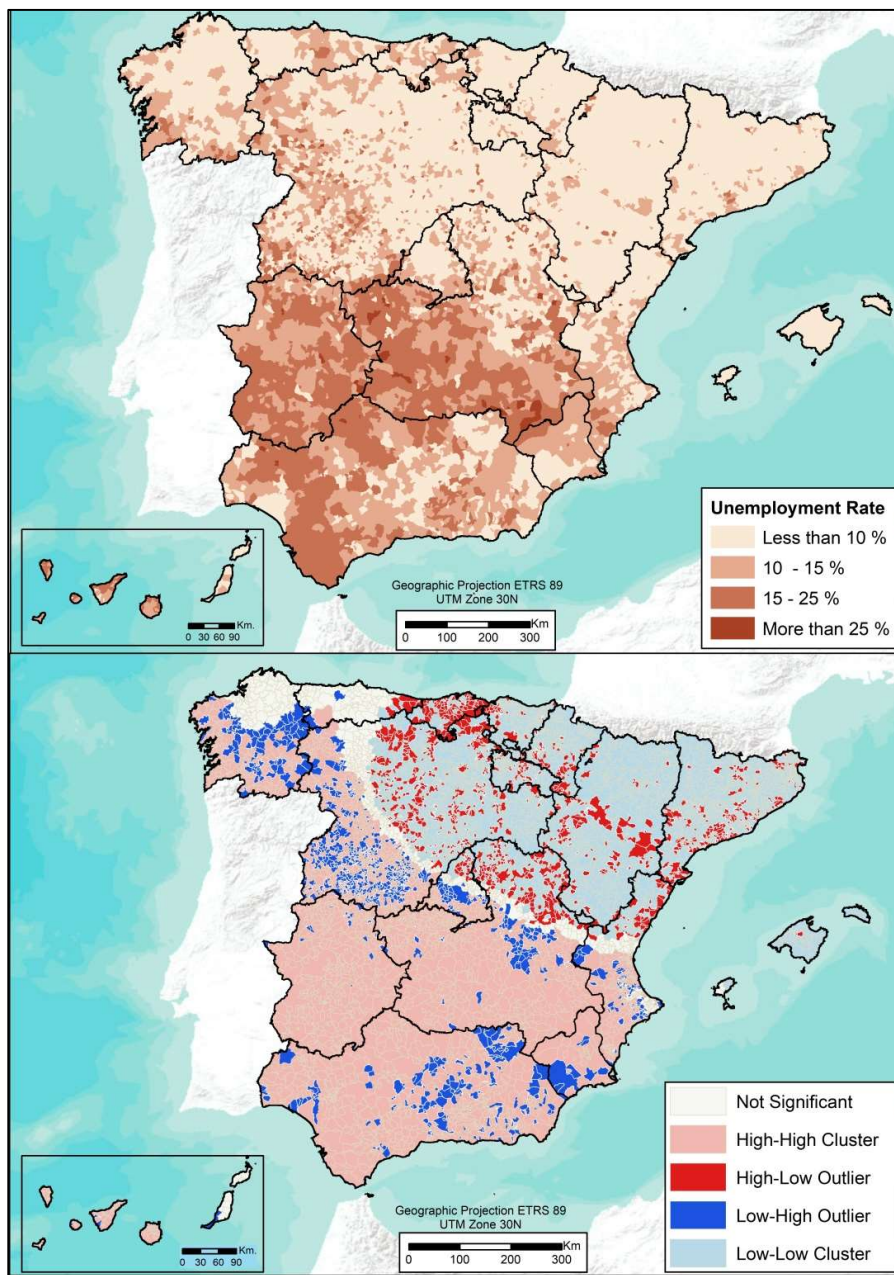 Unemployment Rate
Less than 10 %
10 - 15 %
15 - 25 %
More than 25 %
Geographic Projection ETRS 89
UTM Zone 30N
Km.
0 30 60 90
Km
0 100 200 300
Not Significant
High-High Cluster
High-Low Outlier
Low-High Outlier
Low-Low Cluster
Geographic Projection ETRS 89
UTM Zone 30N
Km.
0 30 60 90
Km
0 100 200 300